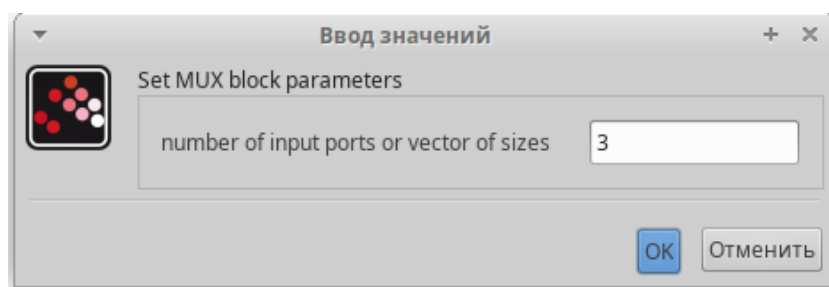 Ввод значений
Set MUX block parameters
number of input ports or vector of sizes 3
OK Отменить